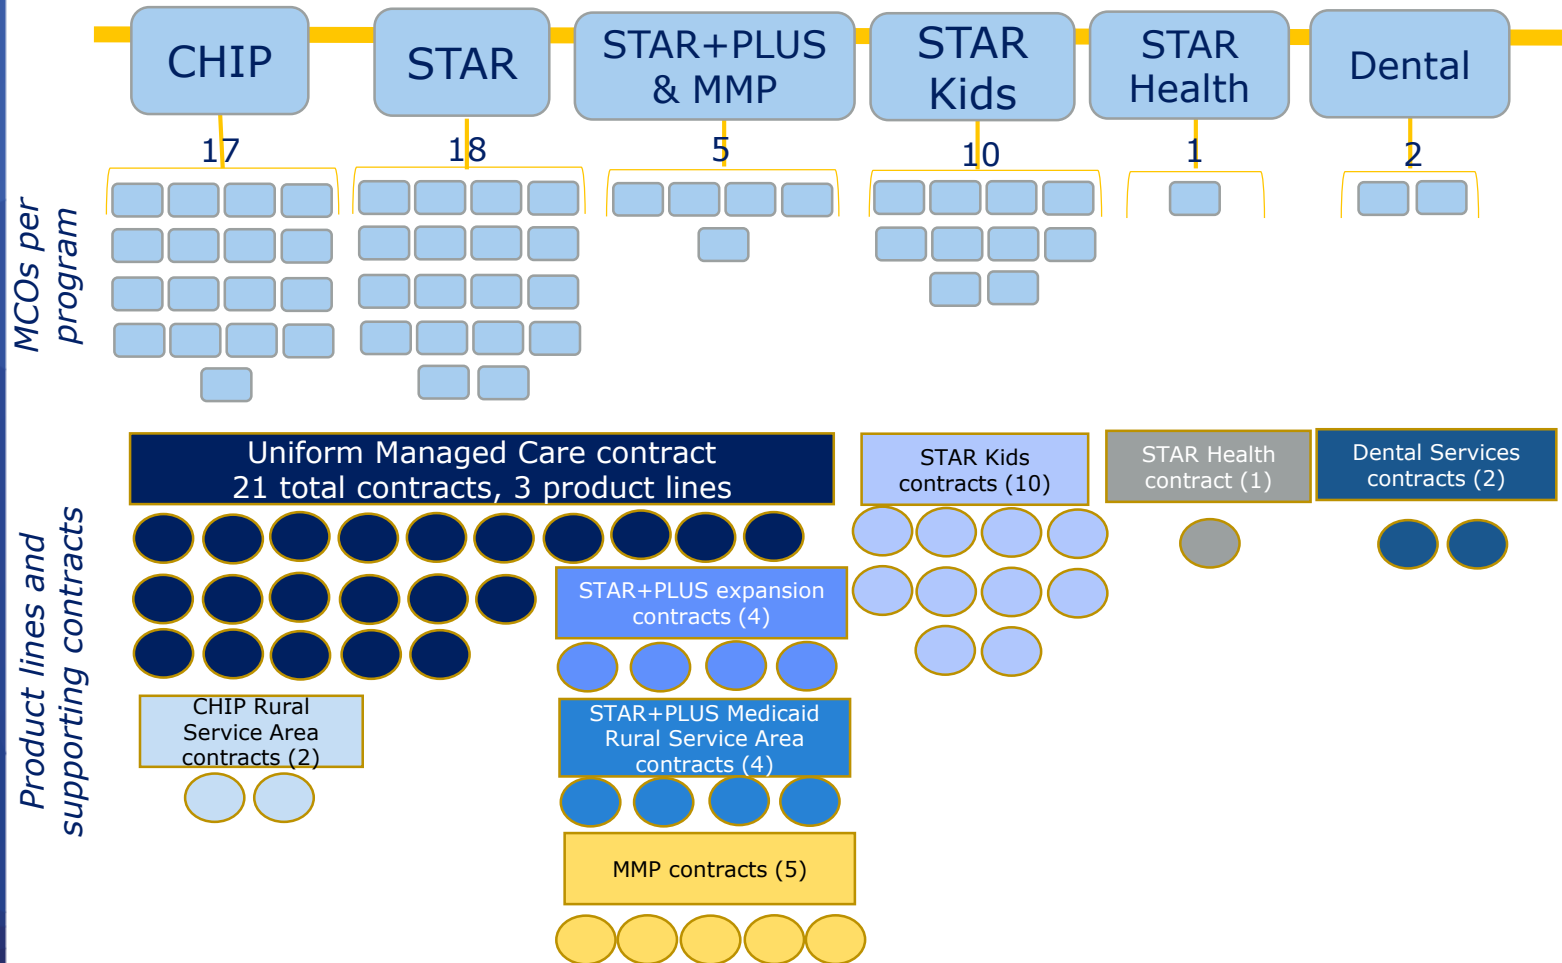 CHIP
STAR
STAR+PLUS
& MMP
STAR
Kids
STAR
Health
Dental
17
18
5
10
1
2
MCOs per
program
Uniform Managed Care contract
21 total contracts, 3 product lines
STAR Kids
contracts (10)
STAR Health
contract (1)
Dental Services
contracts (2)
Product lines and
supporting contracts
STAR+PLUS expansion
contracts (4)
CHIP Rural
Service Area
contracts (2)
STAR+PLUS Medicaid
Rural Service Area
contracts (4)
MMP contracts (5)